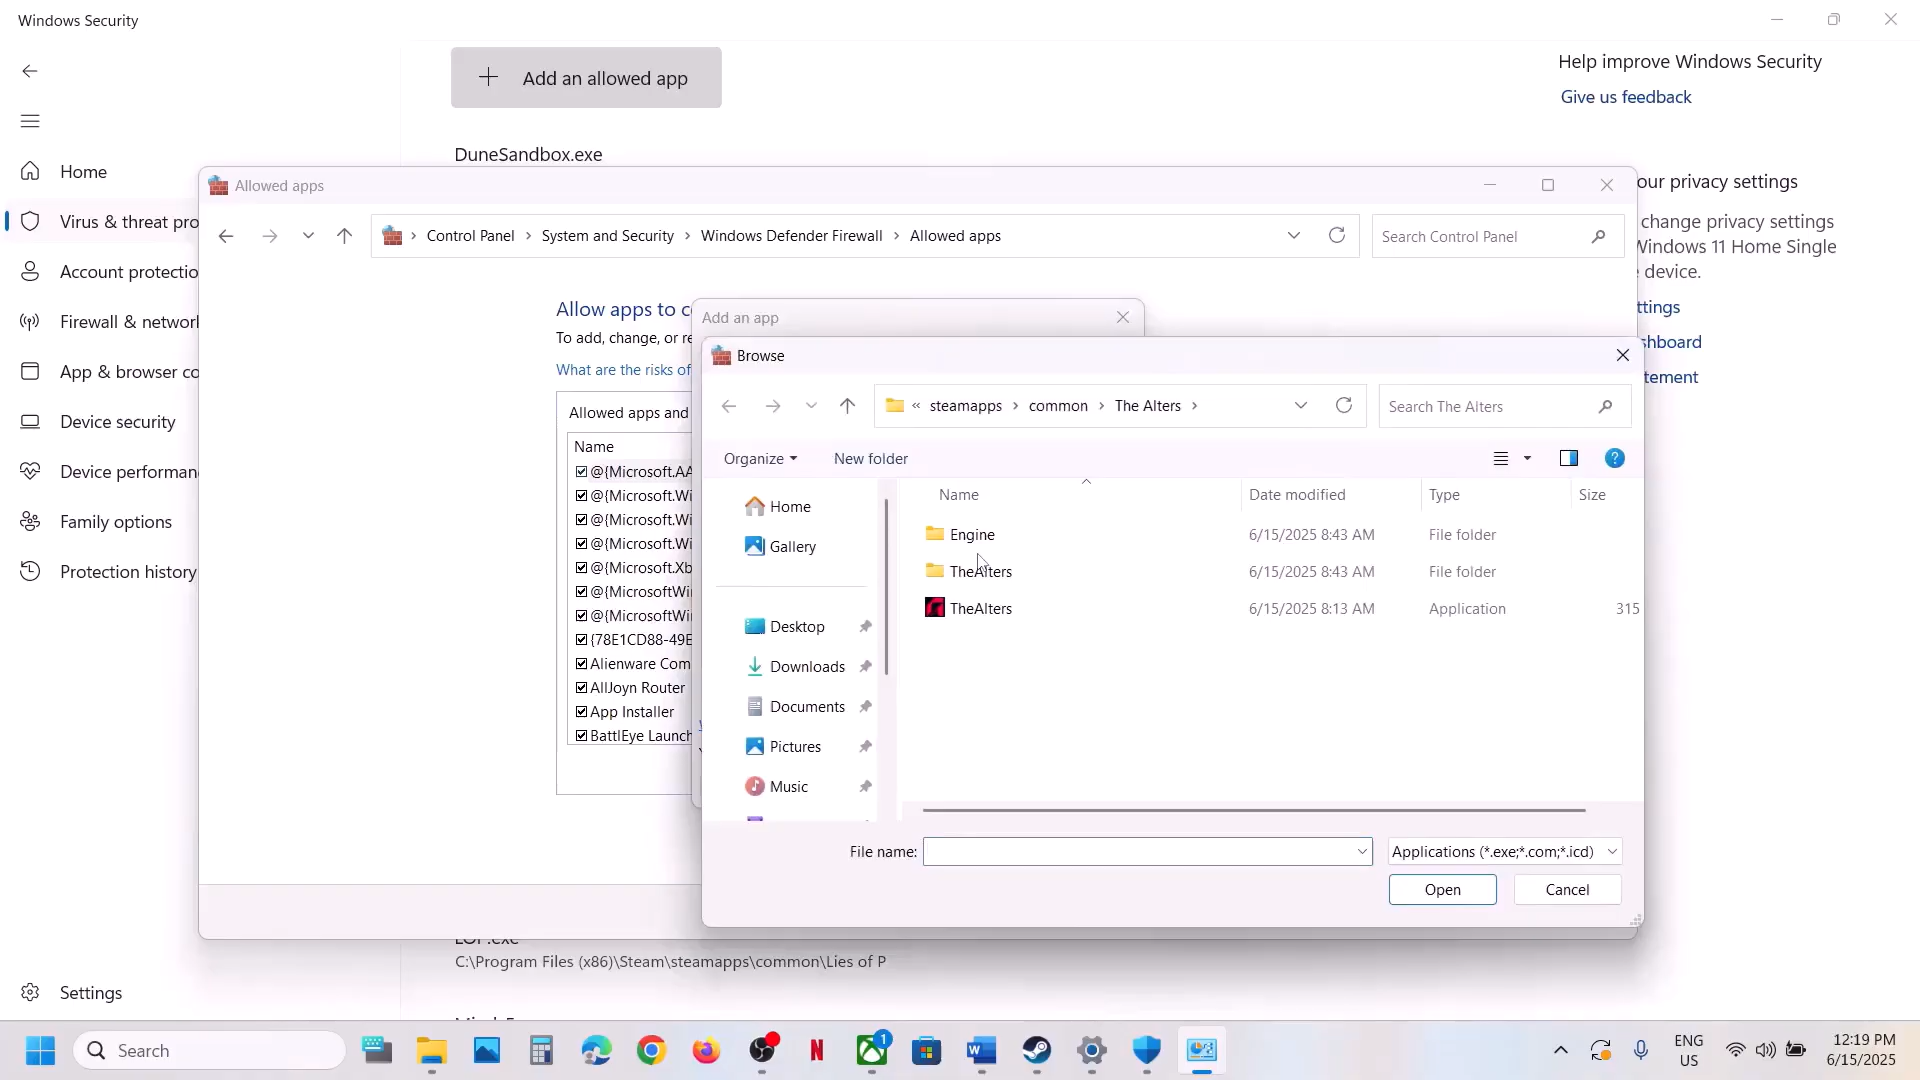 Windows Security
Add an allowed app
Help improve Windows Security
Give us feedback
DuneSandbox.exe
Home
Virus & threat pro
Account protectio
Firewall & networ
App & browser co
Device security
Device performan
Family options
Protection history
Settings
our privacy settings
change privacy settings
Windows 11 Home Single
device.
ttings
shboard
tement
Allowed apps
Control Panel > System and Security > Windows Defender Firewall > Allowed apps
Search Control Panel
Allow apps to c
To add, change, or re
What are the risks of
Allowed apps and
Name
@{Microsoft.AA
@{Microsoft.Wi
@{Microsoft.Wi
@{Microsoft.Wi
@{Microsoft.Xb
@{MicrosoftWi
@{MicrosoftWi
{78E1CD88-49E
Alienware Com
AllJoyn Router
App Installer
BattlEye Launch
Add an app
Browse
« steamapps > common > The Alters >
Search The Alters
Organize
New folder
Name Date modified Type Size
Engine 6/15/2025 8:43 AM File folder
TheAlters 6/15/2025 8:43 AM File folder
TheAlters 6/15/2025 8:13 AM Application 315
Home
Gallery
Desktop
Downloads
Documents
Pictures
Music
File name:
Applications (*.exe;*.com;*.icd)
Open
Cancel
C:\Program Files (x86)\Steam\steamapps\common\Lies of P
Search
1
ENG
US
12:19 PM
6/15/2025